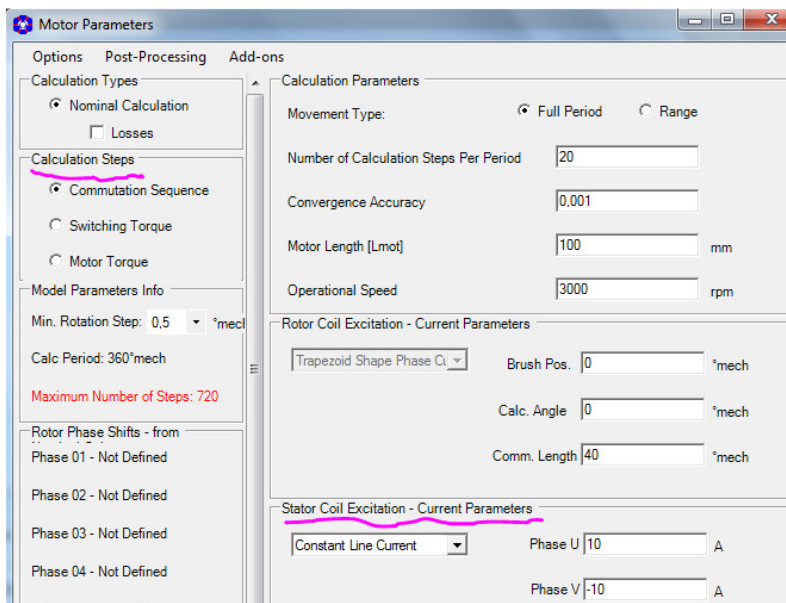 Motor Parameters
Options Post-Processing Add-ons
Calculation Types
Nominal Calculation
Losses
Calculation Steps
Commutation Sequence
Switching Torque
Motor Torque
Model Parameters Info
Min. Rotation Step: 0,5 °mecl
Calc Period: 360°mech
Maximum Number of Steps: 720
Rotor Phase Shifts - from
Phase 01 - Not Defined
Phase 02 - Not Defined
Phase 03 - Not Defined
Phase 04 - Not Defined
Calculation Parameters
Movement Type: Full Period Range
Number of Calculation Steps Per Period 20
Convergence Accuracy 0,001
Motor Length [Lmot] 100 mm
Operational Speed 3000 rpm
Rotor Coil Excitation - Current Parameters
Trapezoid Shape Phase Cu Brush Pos. 0 °mech
Calc. Angle 0 °mech
Comm. Length 40 °mech
Stator Coil Excitation - Current Parameters
Constant Line Current Phase U 10 A
Phase V -10 A